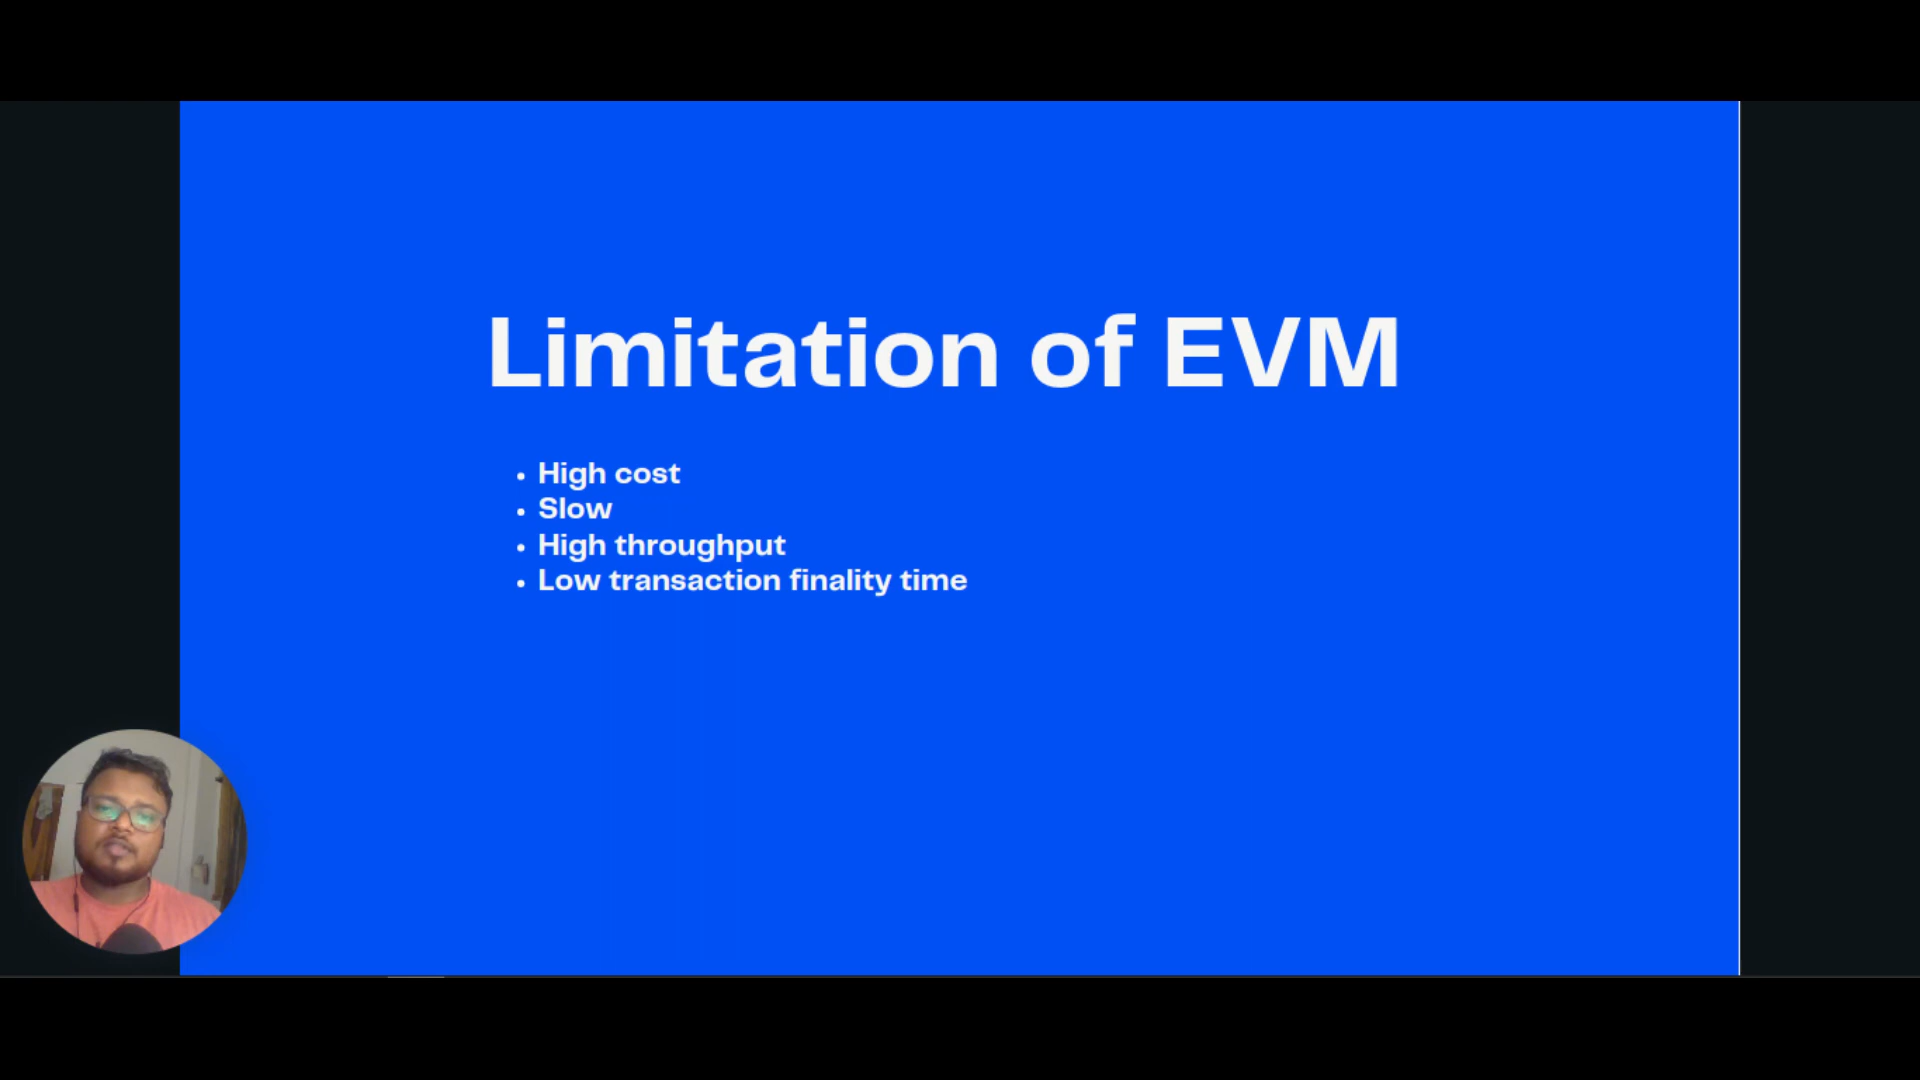 Limitation of EVM
• High cost
• Slow
• High throughput
• Low transaction finality time